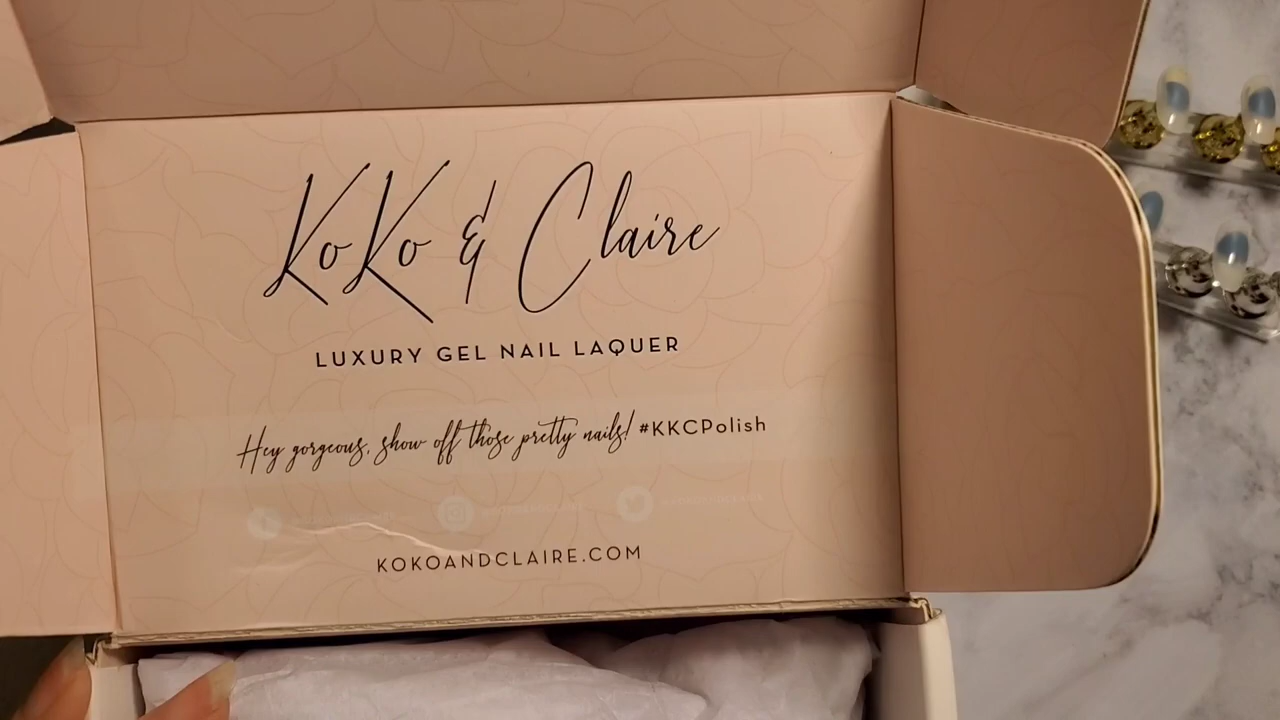 KoKo & Claire
LUXURY GEL NAIL LAQUER
Hey gorgeous, show off those pretty nails! #KKCPolish
KOKOANDCLAIRE.COM